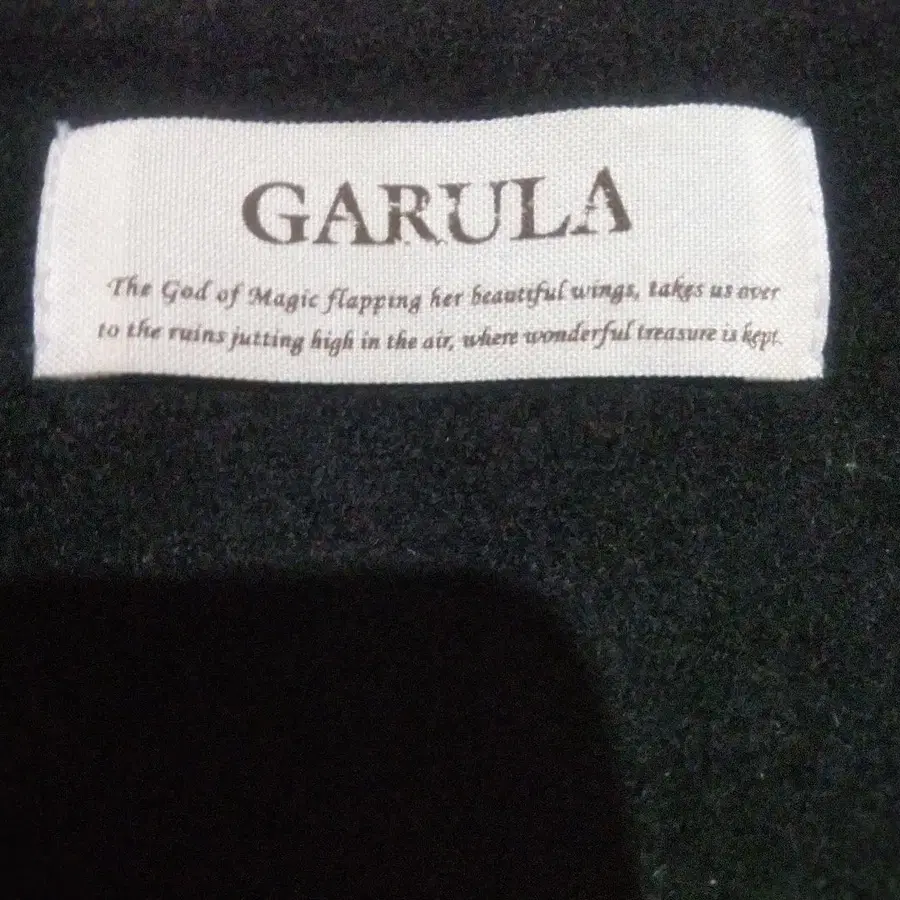 GARULA
The God of Magic flapping her beautiful wings, takes us over
to the ruins jutting high in the air, where wonderful treasure is kept.